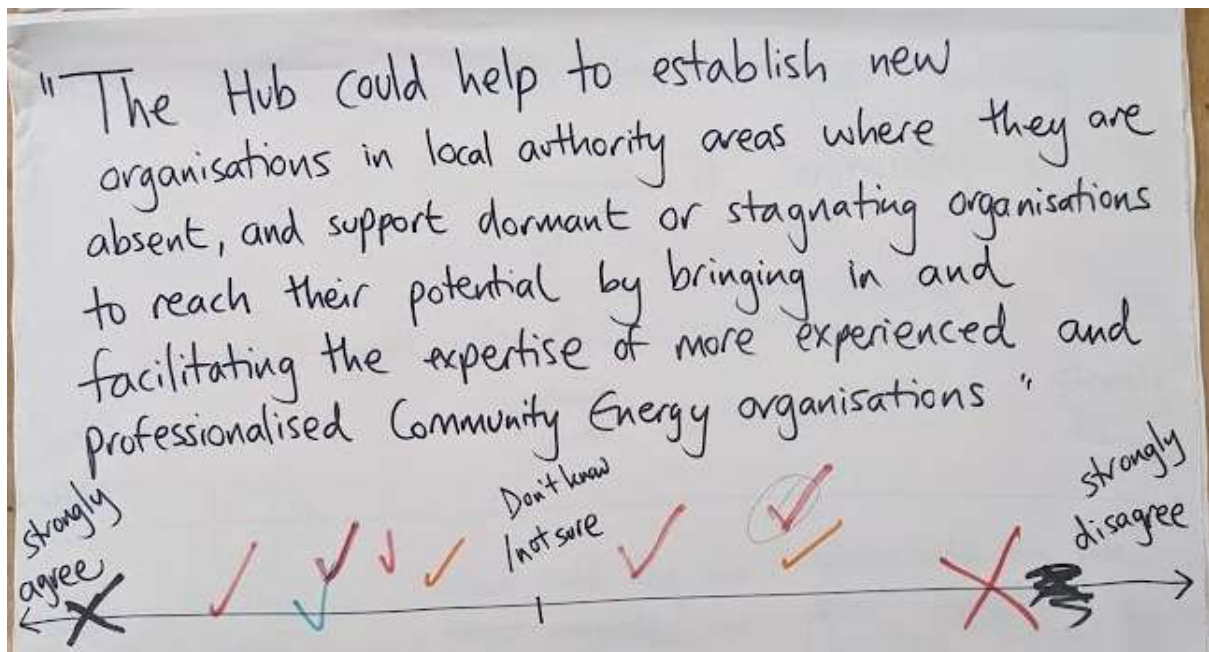 "The Hub could help to establish new
organisations in local authority areas where they are
absent, and support dormant or stagnating organisations
to reach their potential by bringing in and
facilitating the expertise of more experienced and
professionalised Community Energy organisations"
strongly
agree
Don't know
/not sure
strongly
disagree